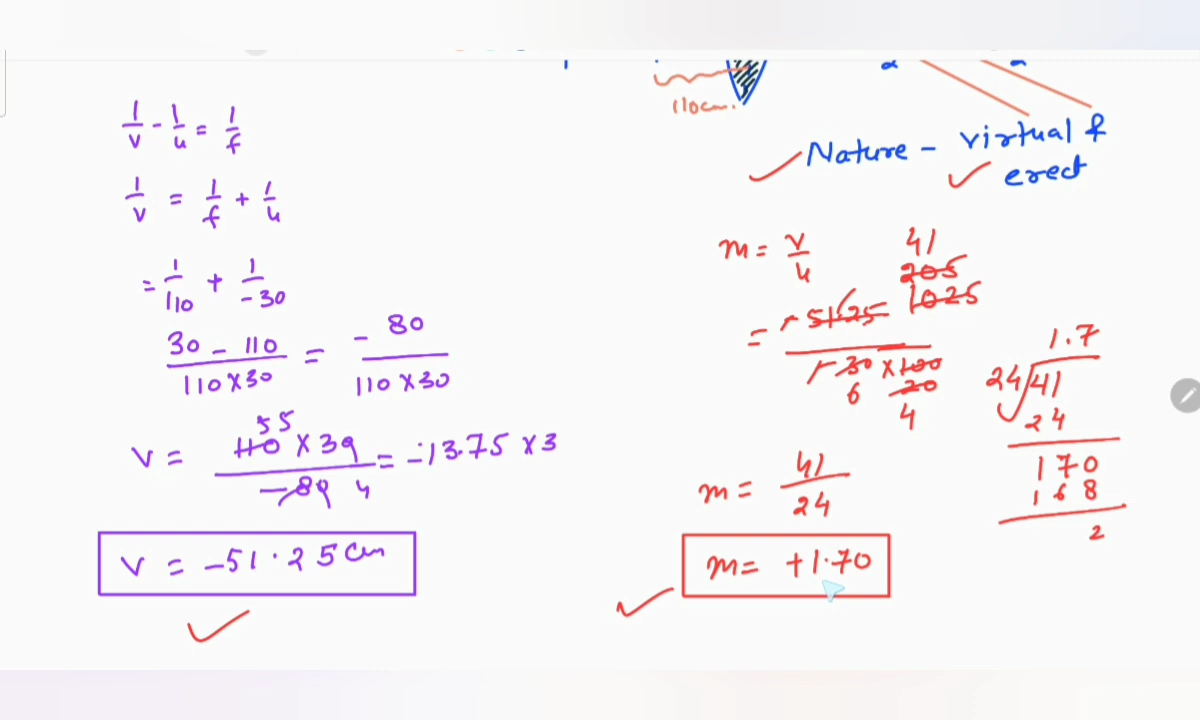 1/v - 1/u = 1/f
1/v = 1/f + 1/u
= 1/110 + 1/-30
30 - 110 / 110 x 30 = - 80 / 110 x 30
v = 110 55 x 30 / -80 4 = -13.75 x 3
v = -51.25 cm
110cm.
Nature - virtual & erect
m = v/u
41
205
1025
= -5125 / -30 x 100
6 20
4
m = 41/24
m = +1.70
1.7
24 41
24
170
168
2